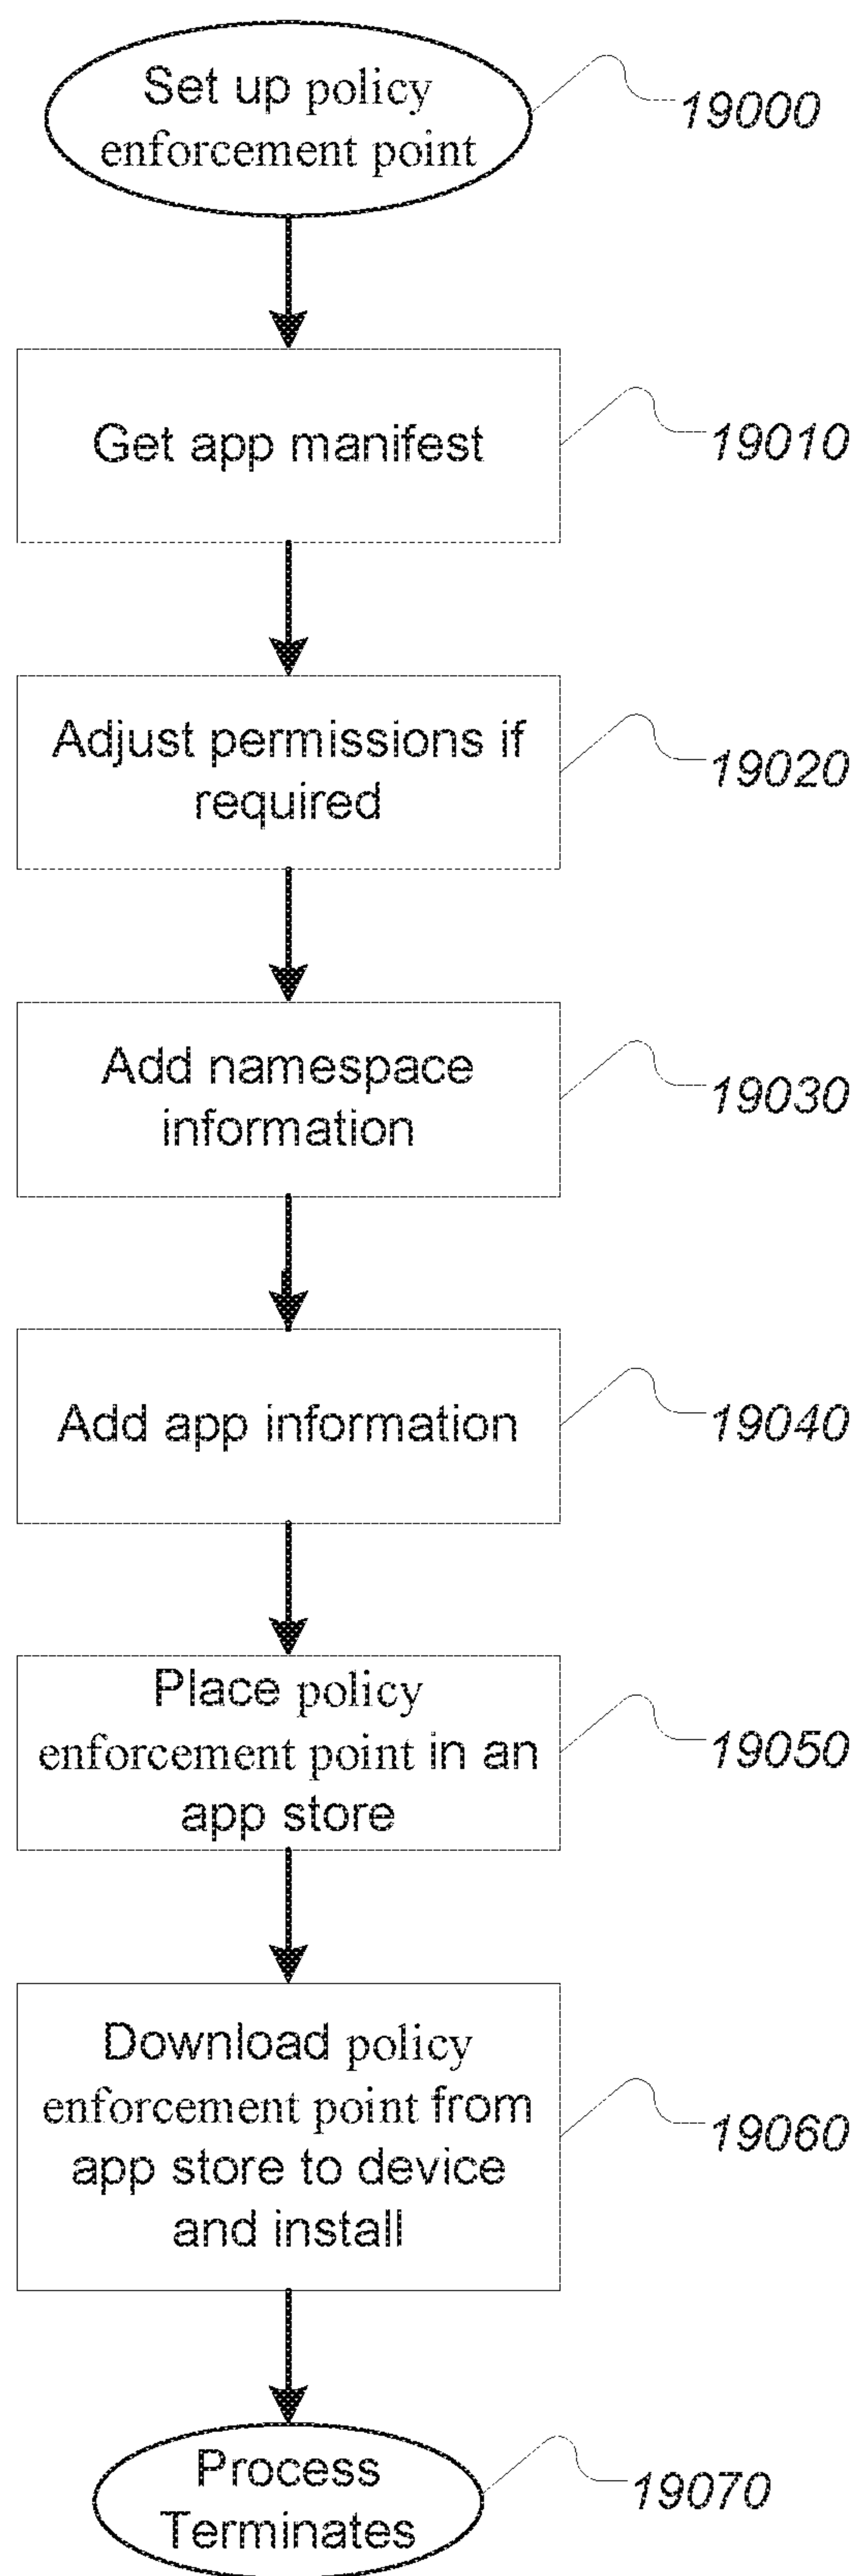 Set up policy
enforcement point
19000
Get app manifest
19010
Adjust permissions if
required
19020
Add namespace
information
19030
Add app information
19040
Place policy
enforcement point in an
app store
19050
Download policy
enforcement point from
app store to device
and install
19060
Process
Terminates
19070